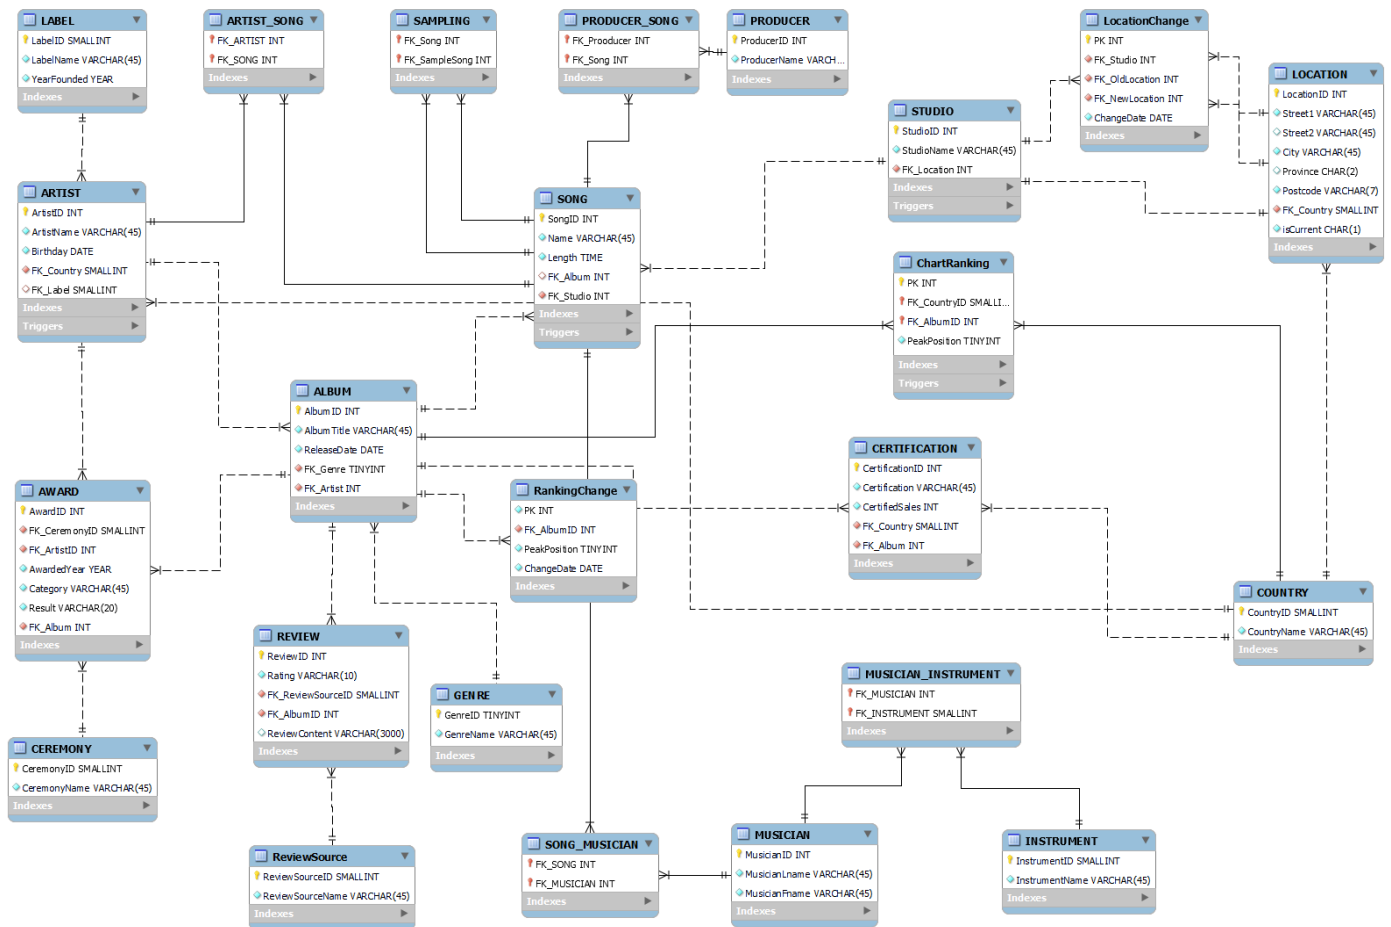 LABEL
LabelID SMALLINT
LabelName VARCHAR(45)
YearFounded YEAR
Indexes
ARTIST_SONG
FK_ARTIST INT
FK_SONG INT
Indexes
SAMPLING
FK_Song INT
FK_SampleSong INT
Indexes
PRODUCER_SONG
FK_Prooducer INT
FK_Song INT
Indexes
PRODUCER
ProducerID INT
ProducerName VARCH...
Indexes
LocationChange
PK INT
FK_Studio INT
FK_OldLocation INT
FK_NewLocation INT
ChangeDate DATE
Indexes
LOCATION
LocationID INT
Street1 VARCHAR(45)
Street2 VARCHAR(45)
City VARCHAR(45)
Province CHAR(2)
Postcode VARCHAR(7)
FK_Country SMALLINT
isCurrent CHAR(1)
Indexes
STUDIO
StudioID INT
StudioName VARCHAR(45)
FK_Location INT
Indexes
Triggers
ARTIST
ArtistID INT
ArtistName VARCHAR(45)
Birthday DATE
FK_Country SMALLINT
FK_Label SMALLINT
Indexes
Triggers
SONG
SongID INT
Name VARCHAR(45)
Length TIME
FK_Album INT
FK_Studio INT
Indexes
Triggers
ChartRanking
PK INT
FK_CountryID SMALLI...
FK_AlbumID INT
PeakPosition TINYINT
Indexes
Triggers
ALBUM
AlbumID INT
AlbumTitle VARCHAR(45)
ReleaseDate DATE
FK_Genre TINYINT
FK_Artist INT
Indexes
CERTIFICATION
CertificationID INT
Certification VARCHAR(45)
CertifiedSales INT
FK_Country SMALLINT
FK_Album INT
Indexes
AWARD
AwardID INT
FK_CeremonyID SMALLINT
FK_ArtistID INT
AwardedYear YEAR
Category VARCHAR(45)
Result VARCHAR(20)
FK_Album INT
Indexes
RankingChange
PK INT
FK_AlbumID INT
PeakPosition TINYINT
ChangeDate DATE
Indexes
COUNTRY
CountryID SMALLINT
CountryName VARCHAR(45)
Indexes
REVIEW
ReviewID INT
Rating VARCHAR(10)
FK_ReviewSourceID SMALLINT
FK_AlbumID INT
ReviewContent VARCHAR(3000)
Indexes
GENRE
GenreID TINYINT
GenreName VARCHAR(45)
Indexes
MUSICIAN_INSTRUMENT
FK_MUSICIAN INT
FK_INSTRUMENT SMALLINT
Indexes
CEREMONY
CeremonyID SMALLINT
CeremonyName VARCHAR(45)
Indexes
ReviewSource
ReviewSourceID SMALLINT
ReviewSourceName VARCHAR(45)
Indexes
SONG_MUSICIAN
FK_SONG INT
FK_MUSICIAN INT
Indexes
MUSICIAN
MusicianID INT
MusicianLname VARCHAR(45)
MusicianFname VARCHAR(45)
Indexes
INSTRUMENT
InstrumentID SMALLINT
InstrumentName VARCHAR(45)
Indexes